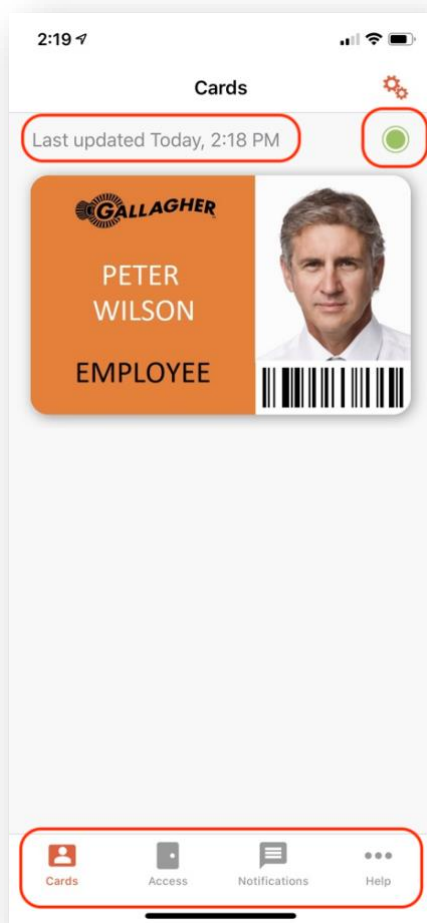 2:19
Cards
Last updated Today, 2:18 PM
GALLAGHER
PETER
WILSON
EMPLOYEE
Cards
Access
Notifications
Help